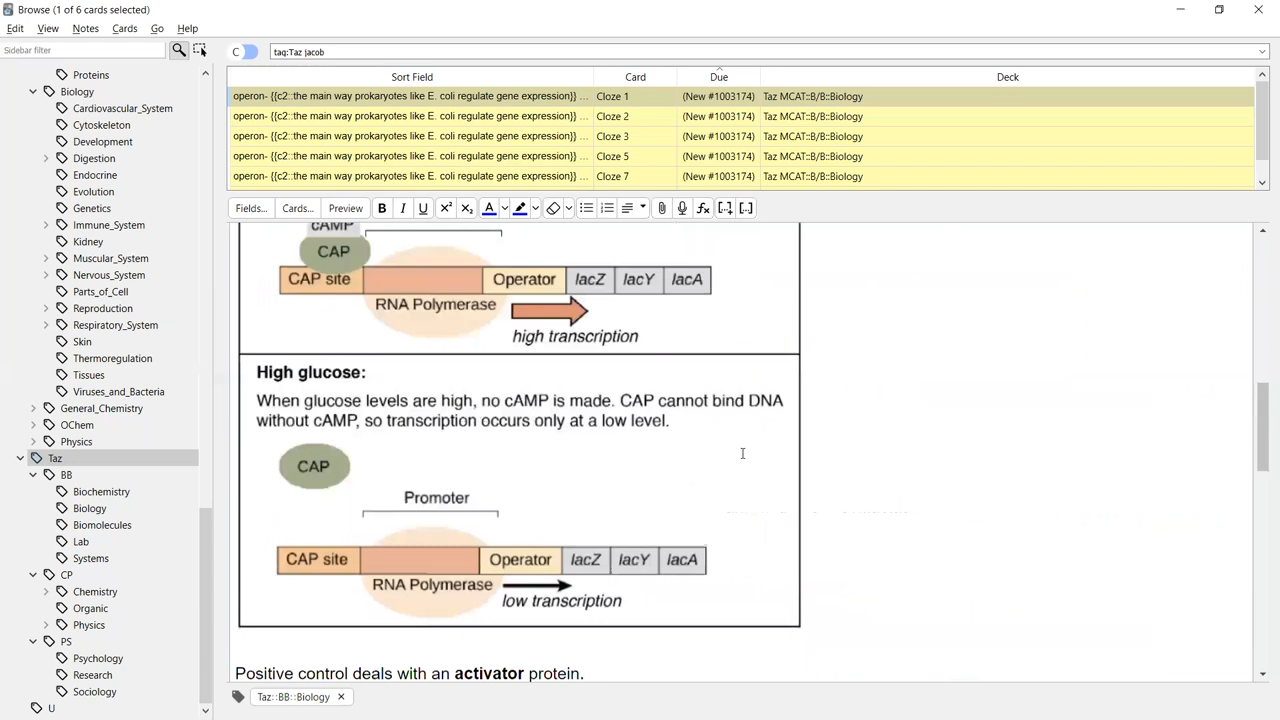 Browse (1 of 6 cards selected)
Edit View Notes Cards Go Help
Sidebar filter
C
tag:Taz jacob
Sort Field Card Due Deck
operon- {{c2::the main way prokaryotes like E. coli regulate gene expression}} ... Cloze 1 (New #1003174) Taz MCAT::B/B::Biology
operon- {{c2::the main way prokaryotes like E. coli regulate gene expression}} ... Cloze 2 (New #1003174) Taz MCAT::B/B::Biology
operon- {{c2::the main way prokaryotes like E. coli regulate gene expression}} ... Cloze 3 (New #1003174) Taz MCAT::B/B::Biology
operon- {{c2::the main way prokaryotes like E. coli regulate gene expression}} ... Cloze 5 (New #1003174) Taz MCAT::B/B::Biology
operon- {{c2::the main way prokaryotes like E. coli regulate gene expression}} ... Cloze 7 (New #1003174) Taz MCAT::B/B::Biology
Fields... Cards... Preview B I U X² X₂ A
Proteins
Biology
Cardiovascular_System
Cytoskeleton
Development
Digestion
Endocrine
Evolution
Genetics
Immune_System
Kidney
Muscular_System
Nervous_System
Parts_of_Cell
Reproduction
Respiratory_System
Skin
Thermoregulation
Tissues
Viruses_and_Bacteria
General_Chemistry
OChem
Physics
Taz
BB
Biochemistry
Biology
Biomolecules
Lab
Systems
CP
Chemistry
Organic
Physics
PS
Psychology
Research
Sociology
U
cAMP
CAP
CAP site Operator lacZ lacY lacA
RNA Polymerase
high transcription
High glucose:
When glucose levels are high, no cAMP is made. CAP cannot bind DNA
without cAMP, so transcription occurs only at a low level.
CAP
Promoter
CAP site Operator lacZ lacY lacA
RNA Polymerase
low transcription
Positive control deals with an activator protein.
Taz::BB::Biology